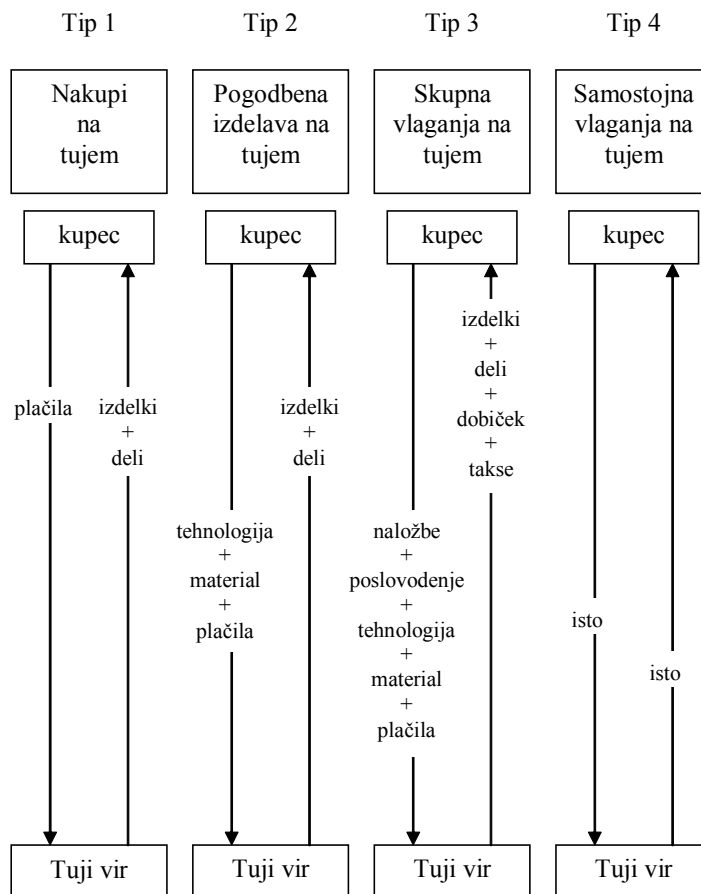 Tip 1
Tip 2
Tip 3
Tip 4
Nakupi
na
tujem
Pogodbena
izdelava na
tujem
Skupna
vlaganja na
tujem
Samostojna
vlaganja na
tujem
kupec
kupec
kupec
kupec
plačila
izdelki
+
deli
tehnologija
+
material
+
plačila
izdelki
+
deli
naložbe
+
poslovodenje
+
tehnologija
+
material
+
plačila
izdelki
+
deli
+
dobiček
+
takse
isto
isto
Tuji vir
Tuji vir
Tuji vir
Tuji vir